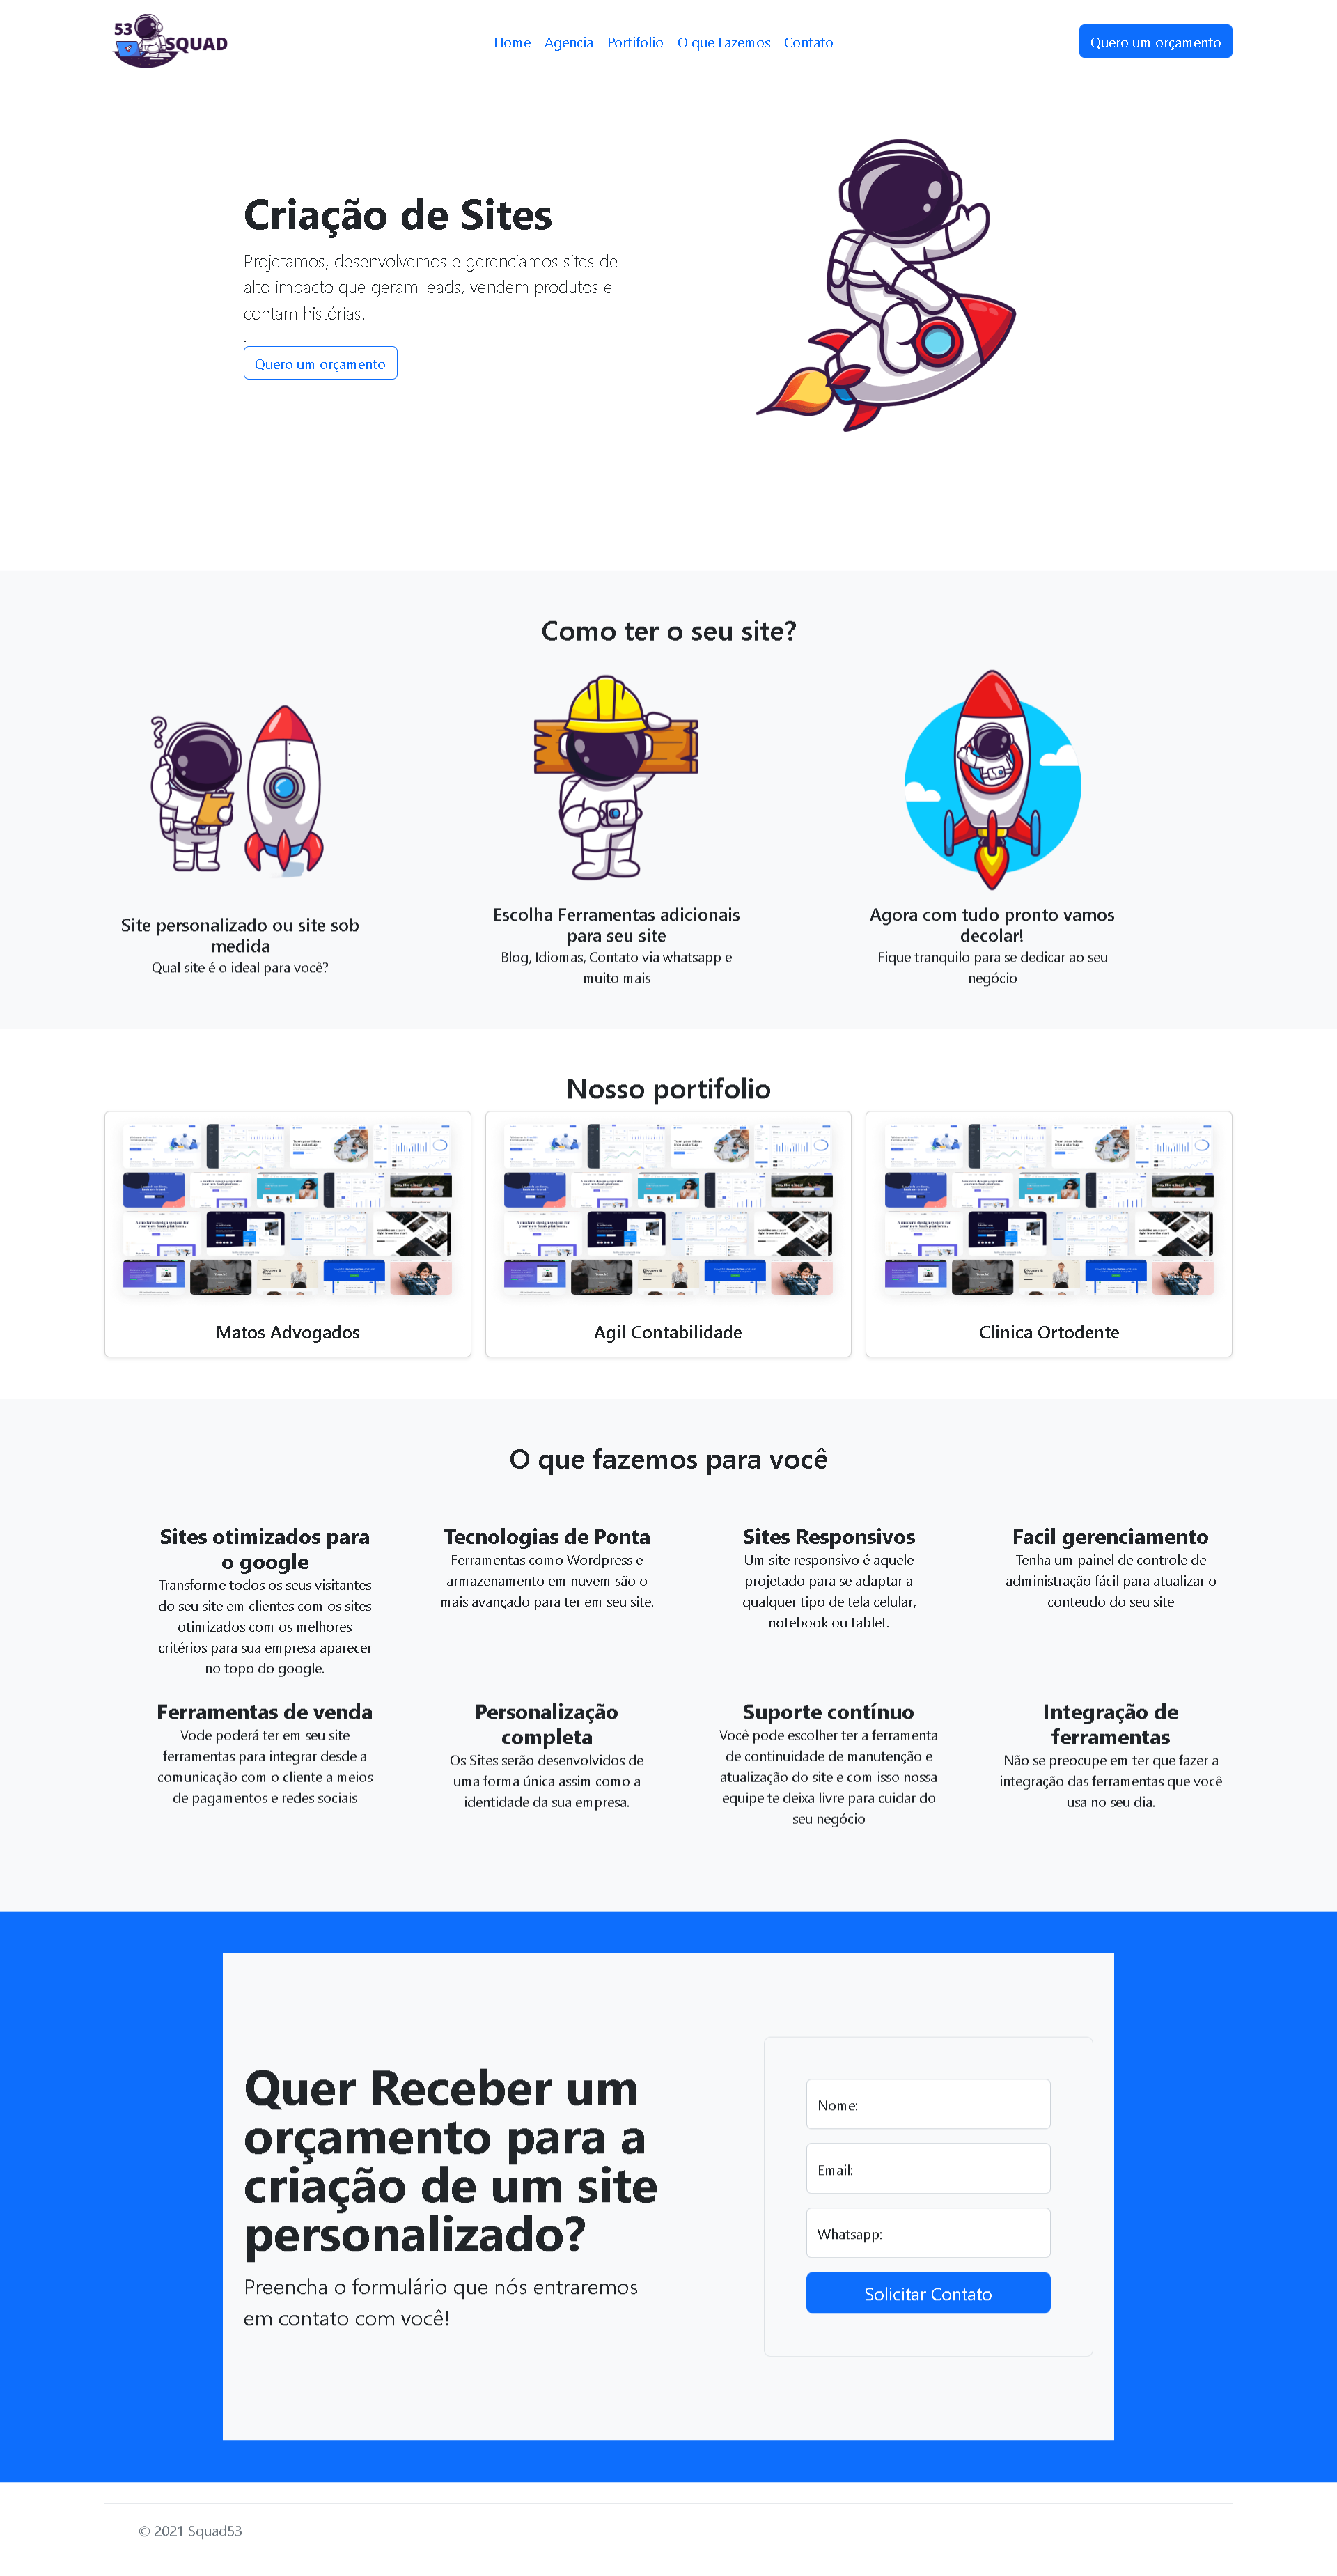 53
SQUAD
Home Agencia Portifolio O que Fazemos Contato
Quero um orçamento
Criação de Sites
Projetamos, desenvolvemos e gerenciamos sites de
alto impacto que geram leads, vendem produtos e
contam histórias.
.
Quero um orçamento
Como ter o seu site?
Site personalizado ou site sob
medida
Qual site é o ideal para você?
Escolha Ferramentas adicionais
para seu site
Blog, Idiomas, Contato via whatsapp e
muito mais
Agora com tudo pronto vamos
decolar!
Fique tranquilo para se dedicar ao seu
negócio
Nosso portifolio
Matos Advogados
Agil Contabilidade
Clinica Ortodente
O que fazemos para você
Sites otimizados para
o google
Transforme todos os seus visitantes
do seu site em clientes com os sites
otimizados com os melhores
critérios para sua empresa aparecer
no topo do google.
Tecnologias de Ponta
Ferramentas como Wordpress e
armazenamento em nuvem são o
mais avançado para ter em seu site.
Sites Responsivos
Um site responsivo é aquele
projetado para se adaptar a
qualquer tipo de tela celular,
notebook ou tablet.
Facil gerenciamento
Tenha um painel de controle de
administração fácil para atualizar o
conteudo do seu site
Ferramentas de venda
Vode poderá ter em seu site
ferramentas para integrar desde a
comunicação com o cliente a meios
de pagamentos e redes sociais
Personalização
completa
Os Sites serão desenvolvidos de
uma forma única assim como a
identidade da sua empresa.
Suporte contínuo
Você pode escolher ter a ferramenta
de continuidade de manutenção e
atualização do site e com isso nossa
equipe te deixa livre para cuidar do
seu negócio
Integração de
ferramentas
Não se preocupe em ter que fazer a
integração das ferramentas que você
usa no seu dia.
Quer Receber um
orçamento para a
criação de um site
personalizado?
Preencha o formulário que nós entraremos
em contato com você!
Nome:
Email:
Whatsapp:
Solicitar Contato
© 2021 Squad53